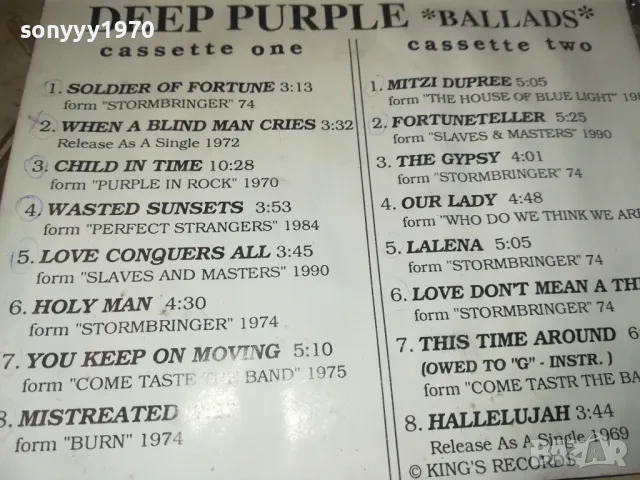 sonyyy1970
DEEP PURPLE *BALLADS*
cassette one
1. SOLDIER OF FORTUNE 3:13
form "STORMBRINGER" 74
2. WHEN A BLIND MAN CRIES 3:32
Release As A Single 1972
3. CHILD IN TIME 10:28
form "PURPLE IN ROCK" 1970
4. WASTED SUNSETS 3:53
form "PERFECT STRANGERS" 1984
5. LOVE CONQUERS ALL 3:45
form "SLAVES AND MASTERS" 1990
6. HOLY MAN 4:30
form "STORMBRINGER" 1974
7. YOU KEEP ON MOVING 5:10
form "COME TASTE THE BAND" 1975
8. MISTREATED
form "BURN" 1974
cassette two
1. MITZI DUPREE 5:05
form "THE HOUSE OF BLUE LIGHT"
2. FORTUNETELLER 5:25
form "SLAVES & MASTERS" 1990
3. THE GYPSY 4:01
form "STORMBRINGER" 74
4. OUR LADY 4:48
form "WHO DO WE THINK WE ARE
5. LALENA 5:05
form "STORMBRINGER" 74
6. LOVE DON'T MEAN A
form "STORMBRINGER" 74
7. THIS TIME AROUND
(OWED TO "G" - INSTR. )
form "COME TASTR THE
8. HALLELUJAH 3:44
Release As A Single 1969
© KING'S RECORDS
BAZAR